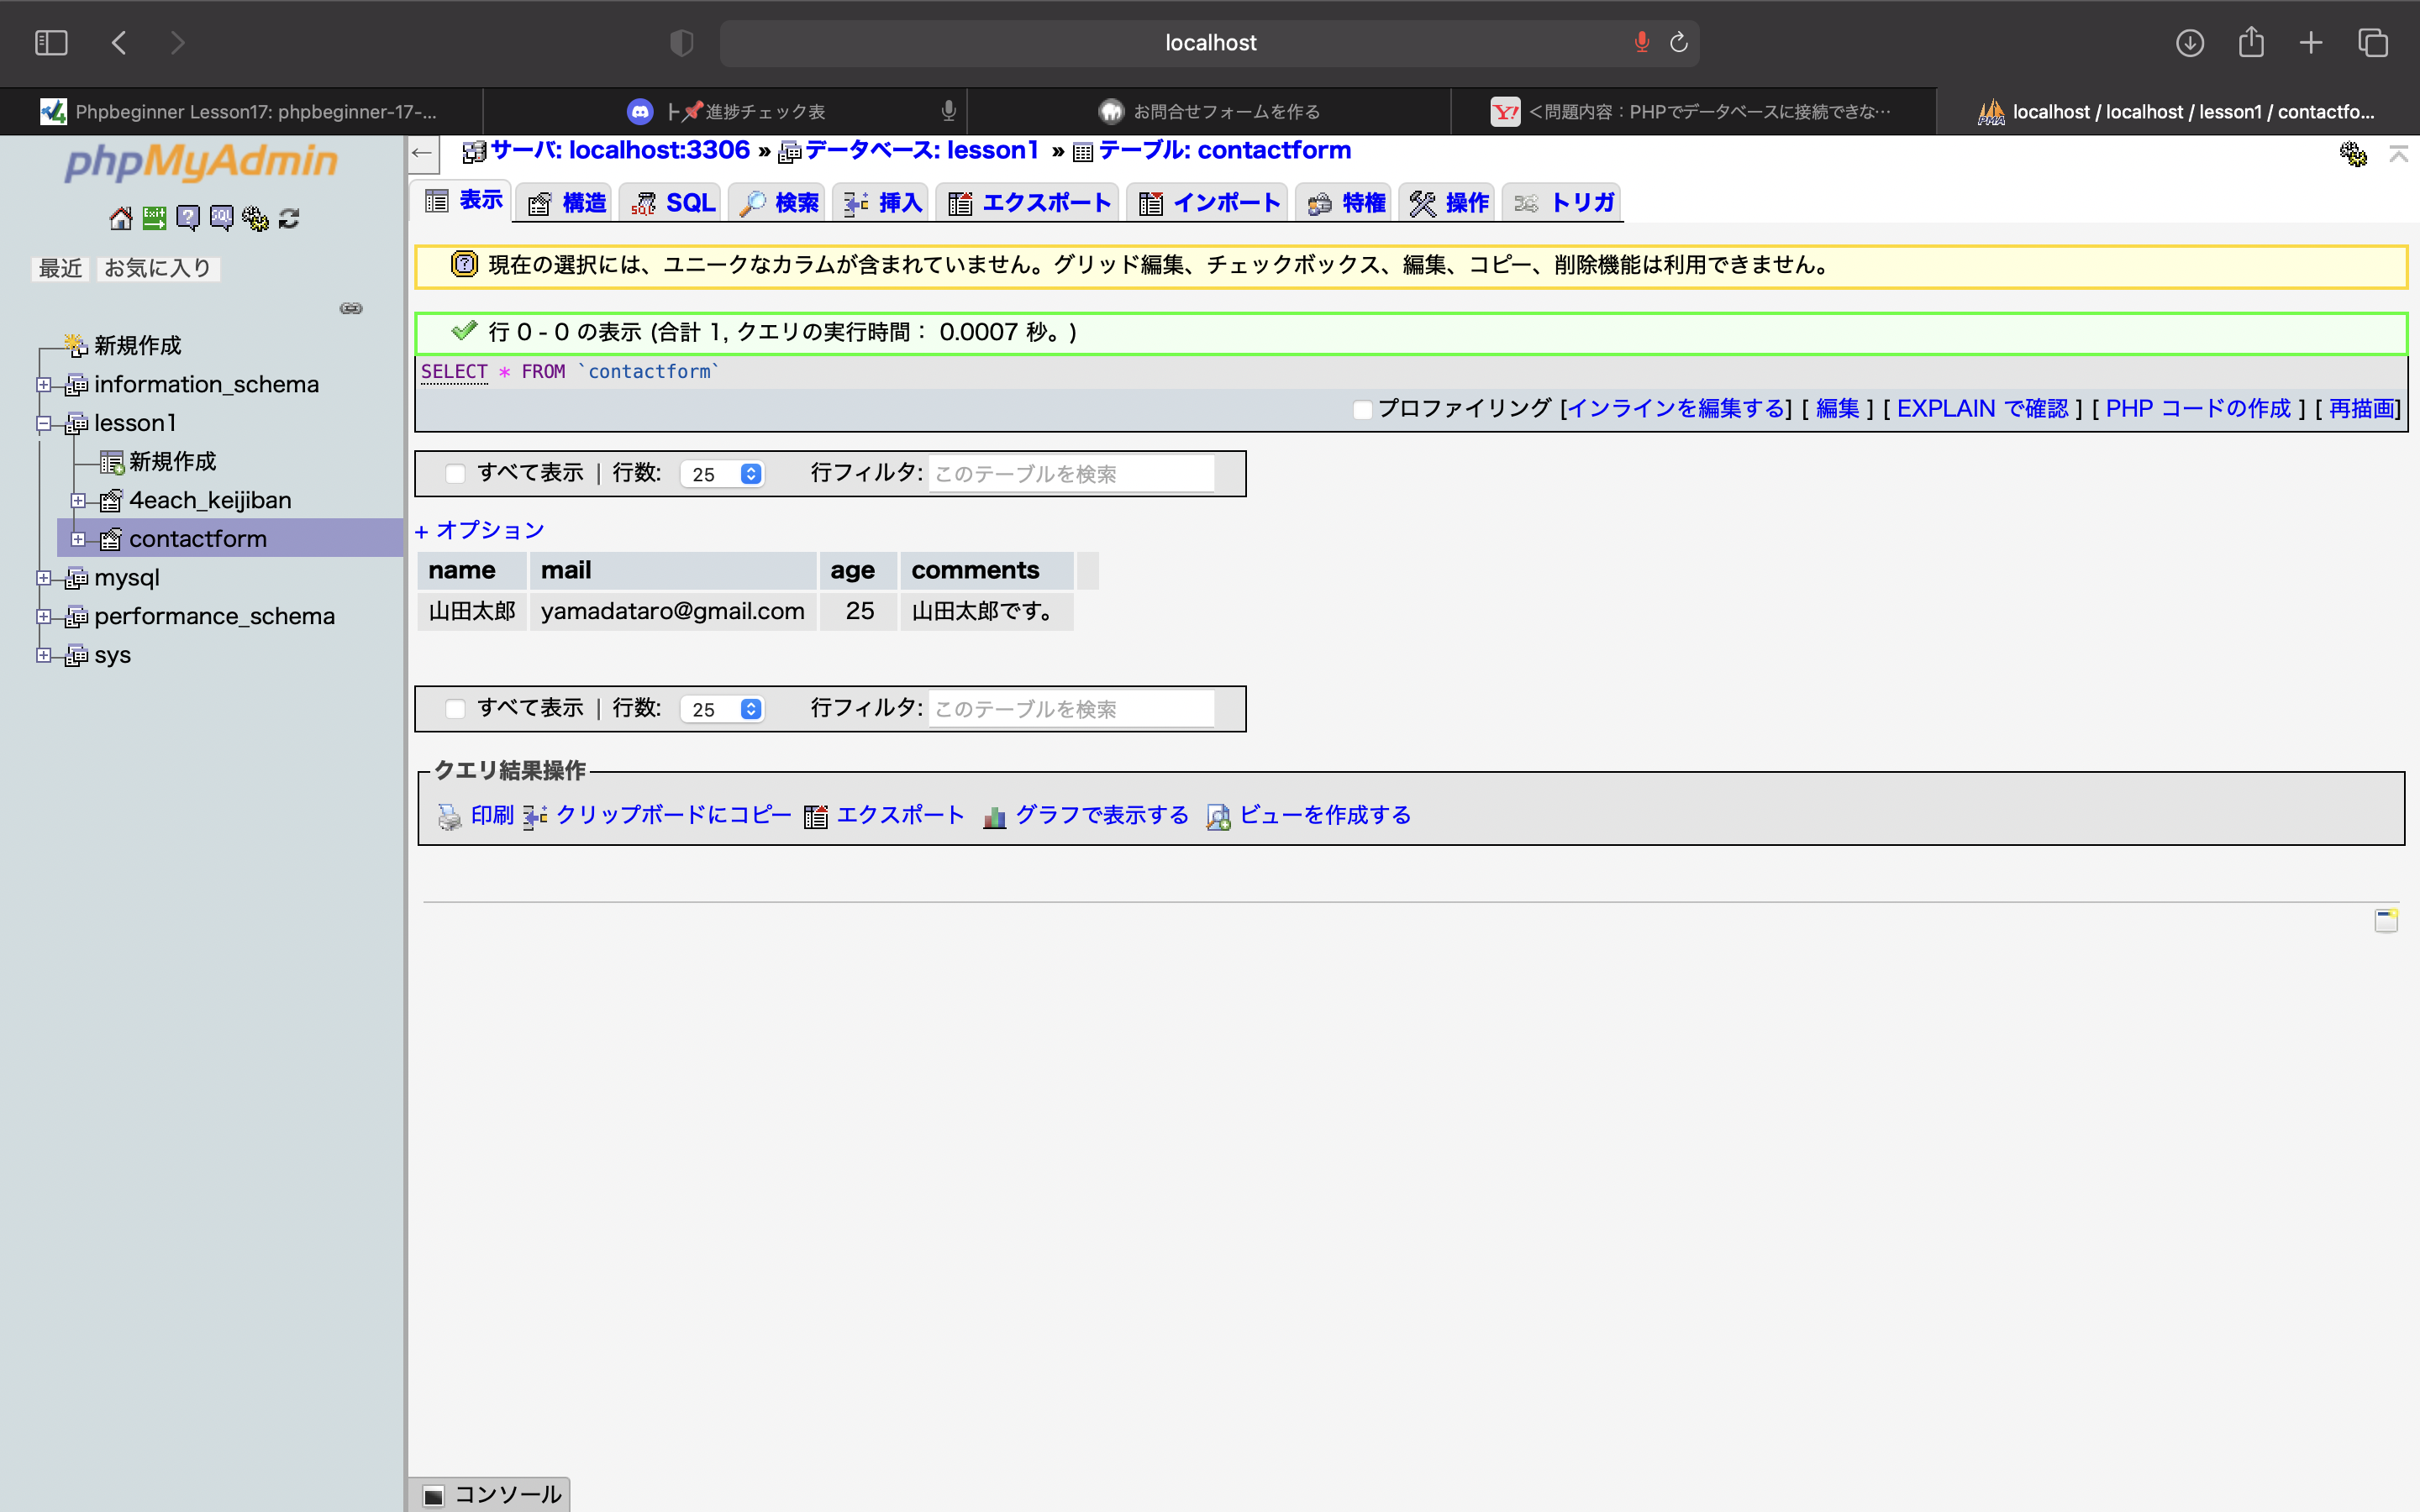 localhost
Phpbeginner Lesson17: phpbeginner-17-...
ト📌進捗チェック表
お問合せフォームを作る
<問題内容：PHPでデータベースに接続できな…
localhost / localhost / lesson1 / contactfo...
phpMyAdmin
最近 お気に入り
新規作成
information_schema
lesson1
新規作成
4each_keijiban
contactform
mysql
performance_schema
sys
サーバ: localhost:3306 » データベース: lesson1 » テーブル: contactform
表示 構造 SQL 検索 挿入 エクスポート インポート 特権 操作 トリガ
現在の選択には、ユニークなカラムが含まれていません。グリッド編集、チェックボックス、編集、コピー、削除機能は利用できません。
行 0 - 0 の表示 (合計 1, クエリの実行時間： 0.0007 秒。)
SELECT * FROM `contactform`
プロファイリング [インラインを編集する] [ 編集 ] [ EXPLAIN で確認 ] [ PHP コードの作成 ] [ 再描画]
すべて表示 | 行数: 25 行フィルタ: このテーブルを検索
+ オプション
name mail age comments
山田太郎 yamadataro@gmail.com 25 山田太郎です。
すべて表示 | 行数: 25 行フィルタ: このテーブルを検索
クエリ結果操作
印刷 クリップボードにコピー エクスポート グラフで表示する ビューを作成する
コンソール